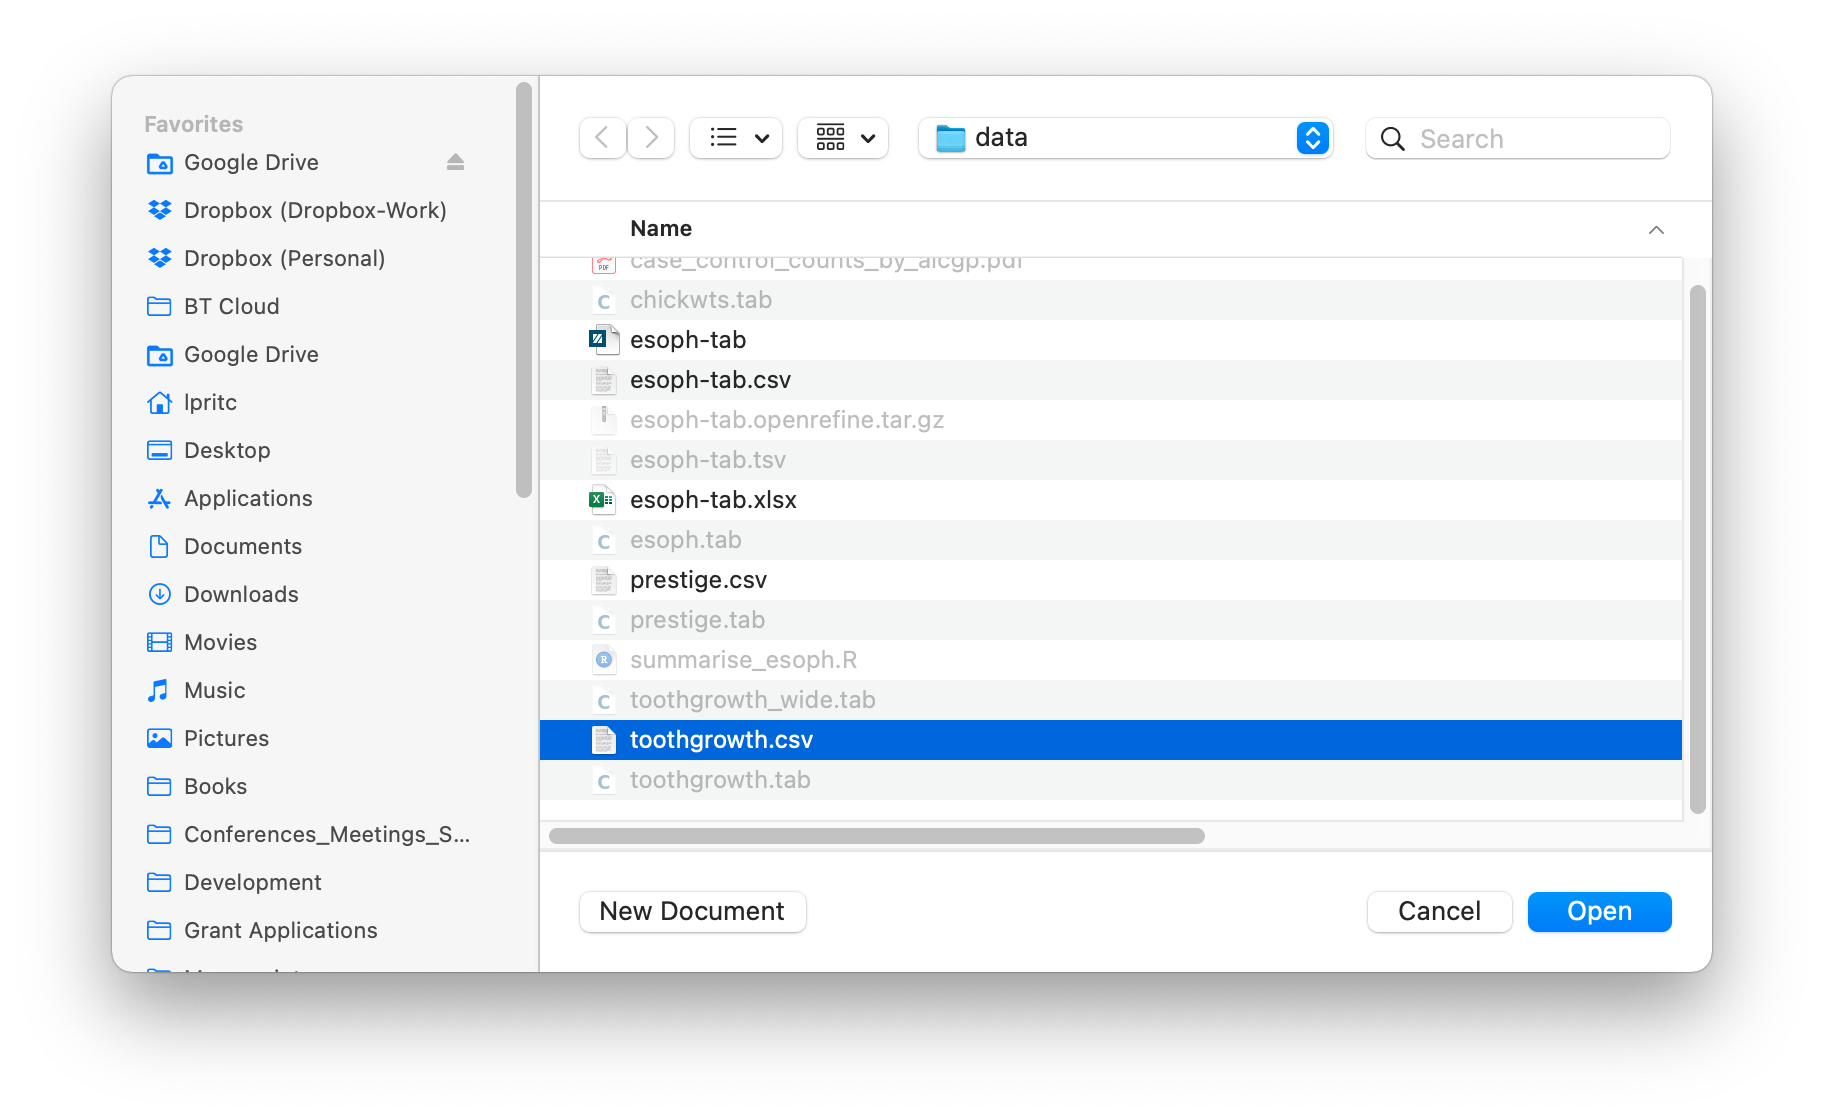 Favorites
Google Drive
Dropbox (Dropbox-Work)
Dropbox (Personal)
BT Cloud
Google Drive
lpritc
Desktop
Applications
Documents
Downloads
Movies
Music
Pictures
Books
Conferences_Meetings_S...
Development
Grant Applications
data
Search
Name
case_control_counts_by_alcgp.pdf
chickwts.tab
esoph-tab
esoph-tab.csv
esoph-tab.openrefine.tar.gz
esoph-tab.tsv
esoph-tab.xlsx
esoph.tab
prestige.csv
prestige.tab
summarise_esoph.R
toothgrowth_wide.tab
toothgrowth.csv
toothgrowth.tab
New Document
Cancel
Open